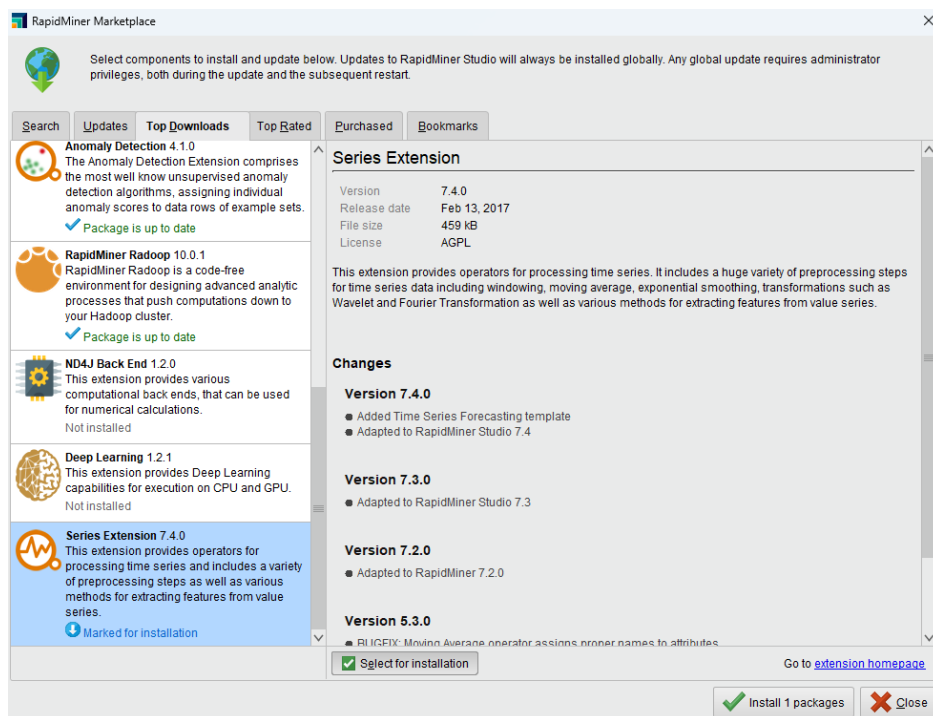 RapidMiner Marketplace
Select components to install and update below. Updates to RapidMiner Studio will always be installed globally. Any global update requires administrator
privileges, both during the update and the subsequent restart.
Search Updates Top Downloads Top Rated Purchased Bookmarks
Anomaly Detection 4.1.0
The Anomaly Detection Extension comprises
the most well know unsupervised anomaly
detection algorithms, assigning individual
anomaly scores to data rows of example sets.
Package is up to date
RapidMiner Radoop 10.0.1
RapidMiner Radoop is a code-free
environment for designing advanced analytic
processes that push computations down to
your Hadoop cluster.
Package is up to date
ND4J Back End 1.2.0
This extension provides various
computational back ends, that can be used
for numerical calculations.
Not installed
Deep Learning 1.2.1
This extension provides Deep Learning
capabilities for execution on CPU and GPU.
Not installed
Series Extension 7.4.0
This extension provides operators for
processing time series and includes a variety
of preprocessing steps as well as various
methods for extracting features from value
series.
Marked for installation
Series Extension
Version 7.4.0
Release date Feb 13, 2017
File size 459 kB
License AGPL
This extension provides operators for processing time series. It includes a huge variety of preprocessing steps
for time series data including windowing, moving average, exponential smoothing, transformations such as
Wavelet and Fourier Transformation as well as various methods for extracting features from value series.
Changes
Version 7.4.0
Added Time Series Forecasting template
Adapted to RapidMiner Studio 7.4
Version 7.3.0
Adapted to RapidMiner Studio 7.3
Version 7.2.0
Adapted to RapidMiner 7.2.0
Version 5.3.0
BUGFIX: Moving Average operator assigns proper names to attributes
Select for installation
Go to extension homepage
Install 1 packages
Close